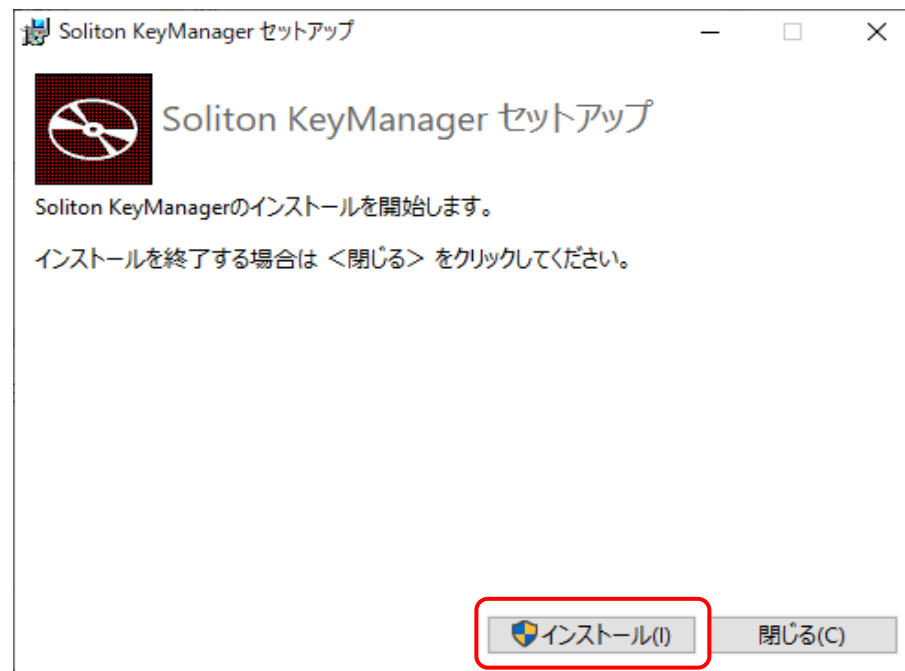 Soliton KeyManager セットアップ
Soliton KeyManager セットアップ
Soliton KeyManagerのインストールを開始します。
インストールを終了する場合は ＜閉じる＞ をクリックしてください。
インストール(I) 閉じる(C)